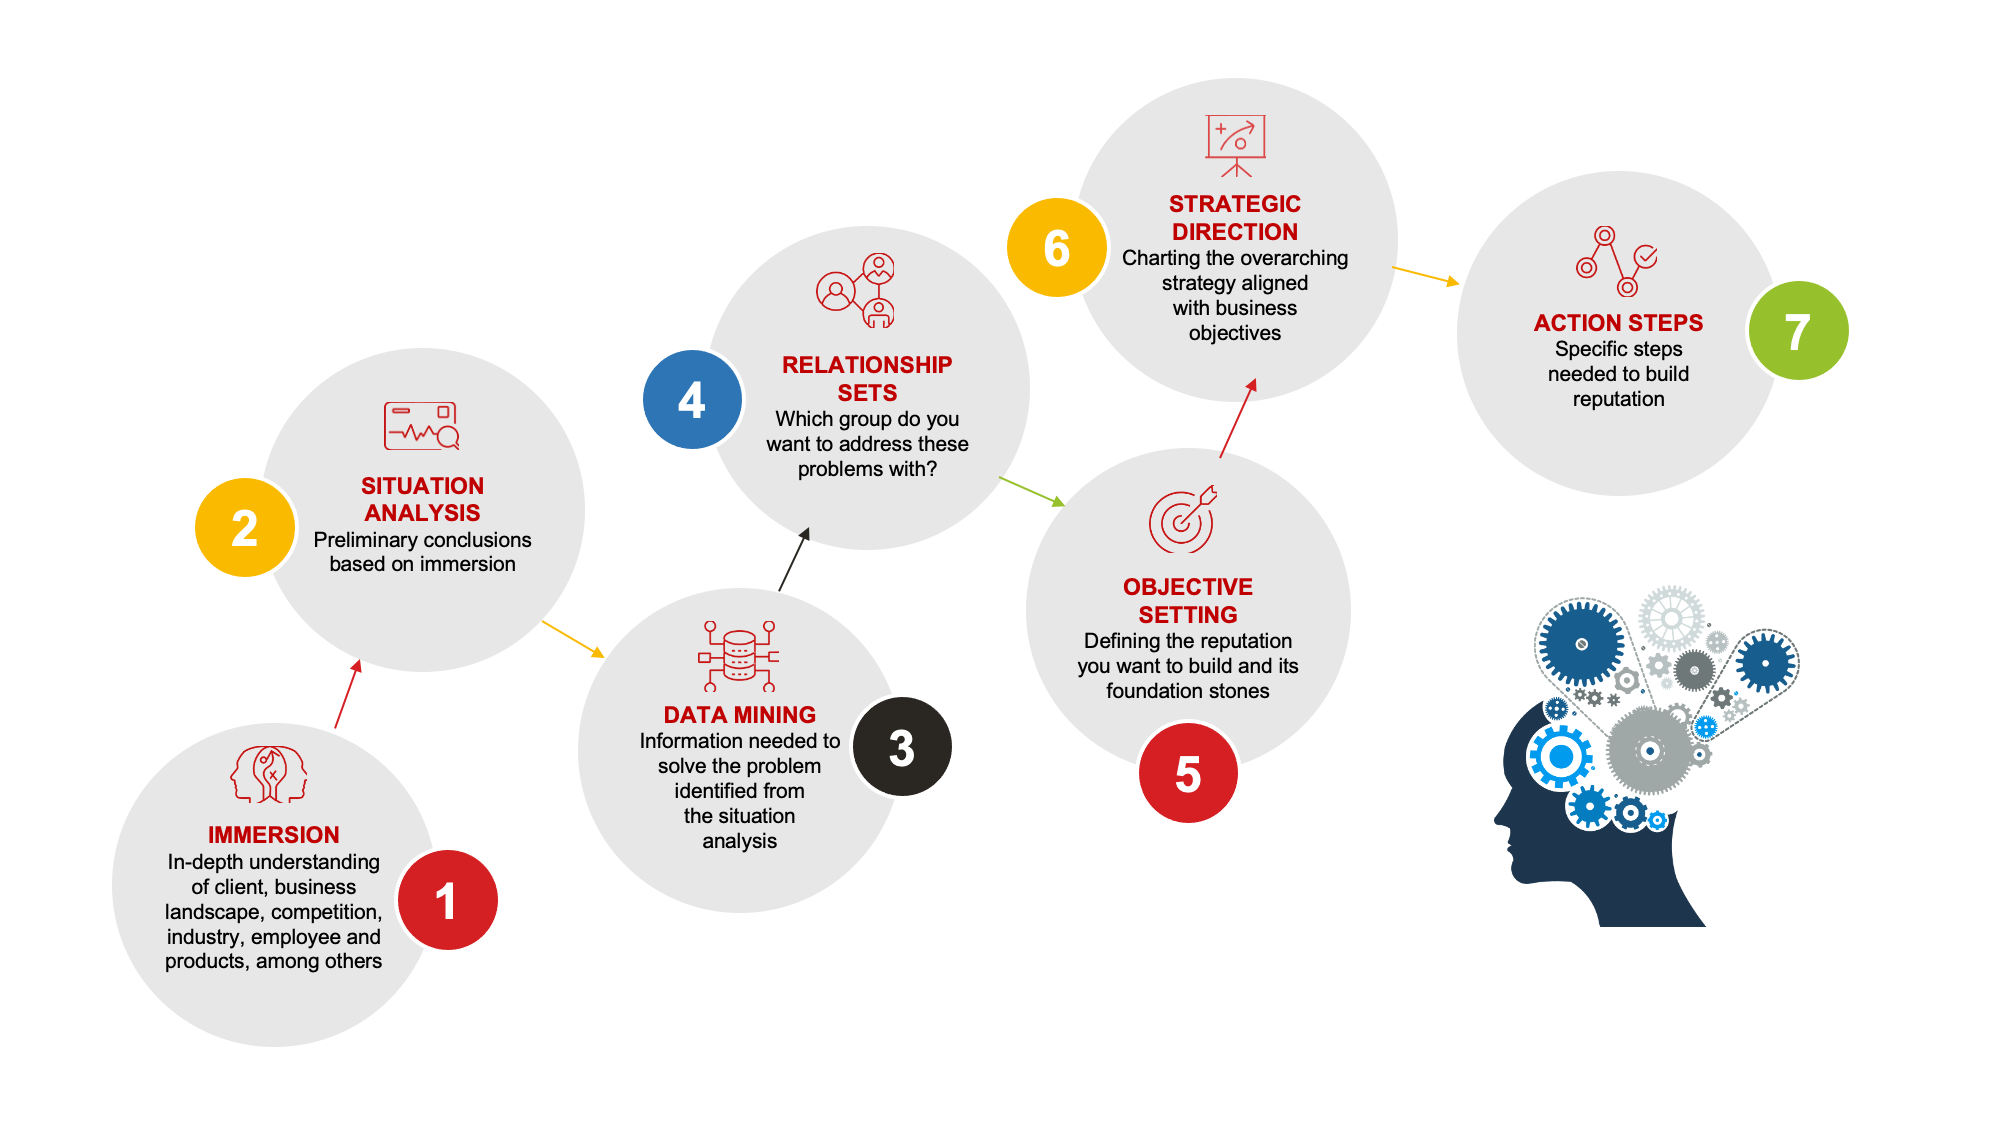 1
IMMERSION
In-depth understanding
of client, business
landscape, competition,
industry, employee and
products, among others
2
SITUATION
ANALYSIS
Preliminary conclusions
based on immersion
3
DATA MINING
Information needed to
solve the problem
identified from
the situation
analysis
4
RELATIONSHIP
SETS
Which group do you
want to address these
problems with?
5
OBJECTIVE
SETTING
Defining the reputation
you want to build and its
foundation stones
6
STRATEGIC
DIRECTION
Charting the overarching
strategy aligned
with business
objectives
7
ACTION STEPS
Specific steps
needed to build
reputation